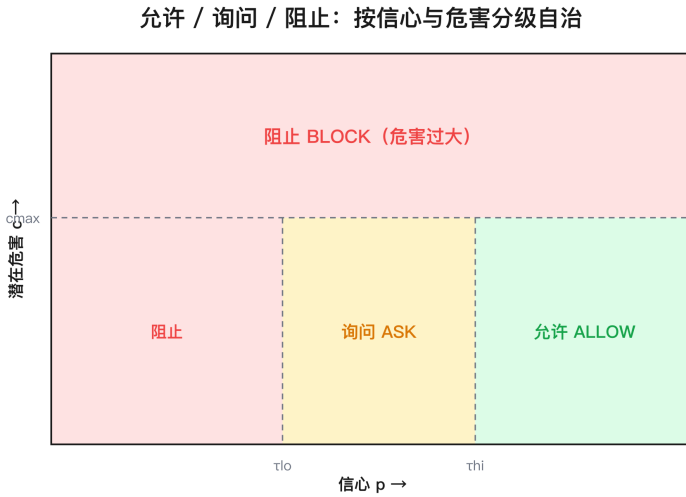 允许 / 询问 / 阻止：按信心与危害分级自治
阻止 BLOCK（危害过大）
cmax
潜在危害 c →
阻止
询问 ASK
允许 ALLOW
τlo
τhi
信心 p →